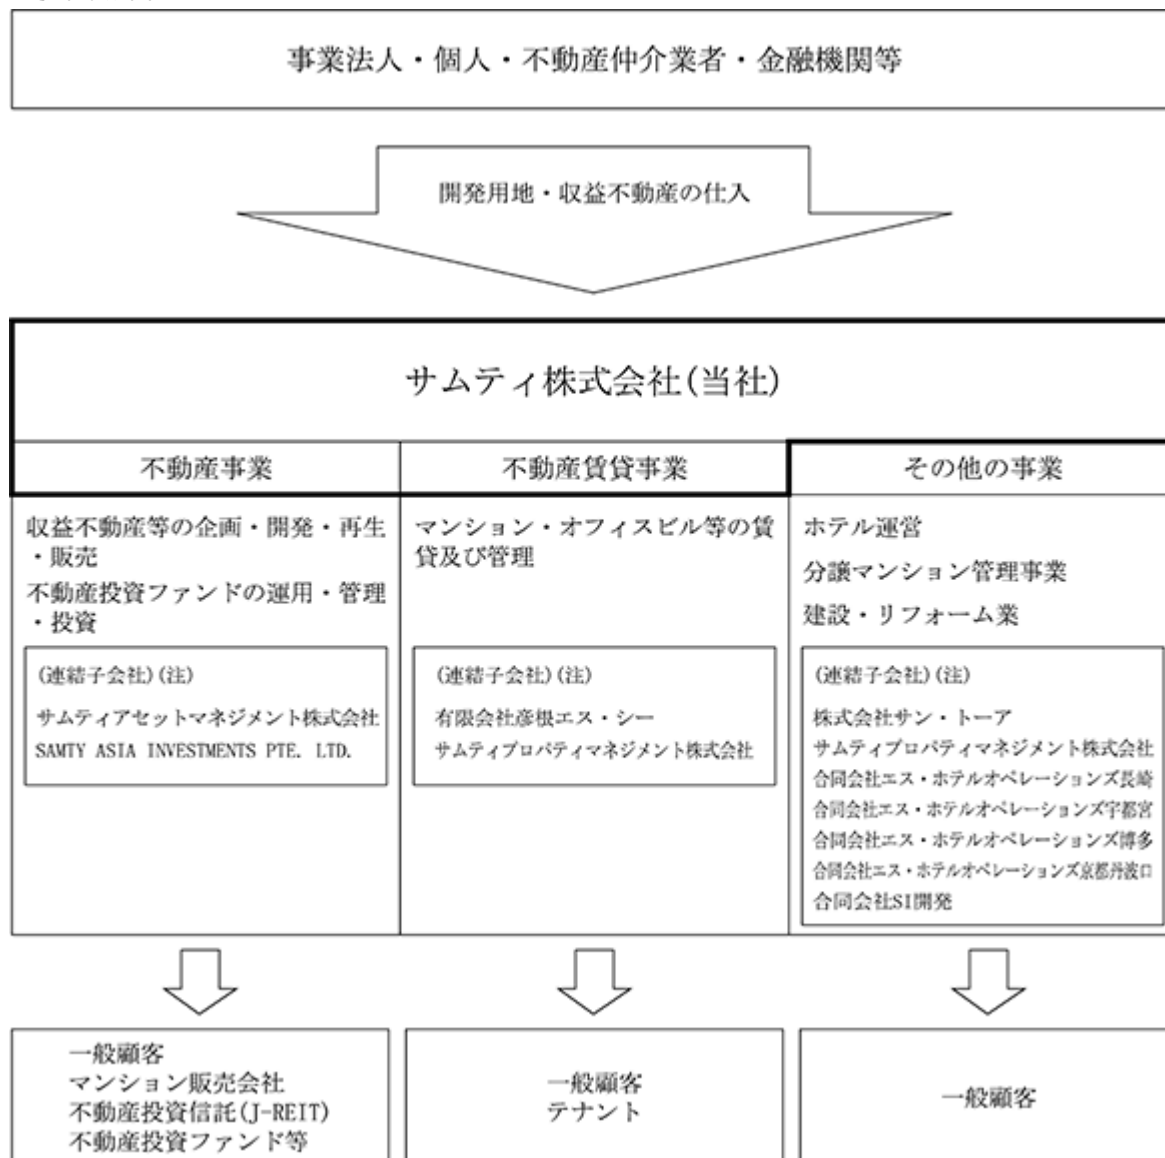 事業法人・個人・不動産仲介業者・金融機関等
開発用地・収益不動産の仕入
サムティ株式会社(当社)
不動産事業
収益不動産等の企画・開発・再生
・販売
不動産投資ファンドの運用・管理
・投資
(連結子会社)(注)
サムティアセットマネジメント株式会社
SAMTY ASIA INVESTMENTS PTE. LTD.
不動産賃貸事業
マンション・オフィスビル等の賃
貸及び管理
(連結子会社)(注)
有限会社彦根エス・シー
サムティプロパティマネジメント株式会社
その他の事業
ホテル運営
分譲マンション管理事業
建設・リフォーム業
(連結子会社)(注)
株式会社サン・トーア
サムティプロパティマネジメント株式会社
合同会社エス・ホテルオペレーションズ長崎
合同会社エス・ホテルオペレーションズ宇都宮
合同会社エス・ホテルオペレーションズ博多
合同会社エス・ホテルオペレーションズ京都丹波口
合同会社SI開発
一般顧客
マンション販売会社
不動産投資信託(J-REIT)
不動産投資ファンド等
一般顧客
テナント
一般顧客